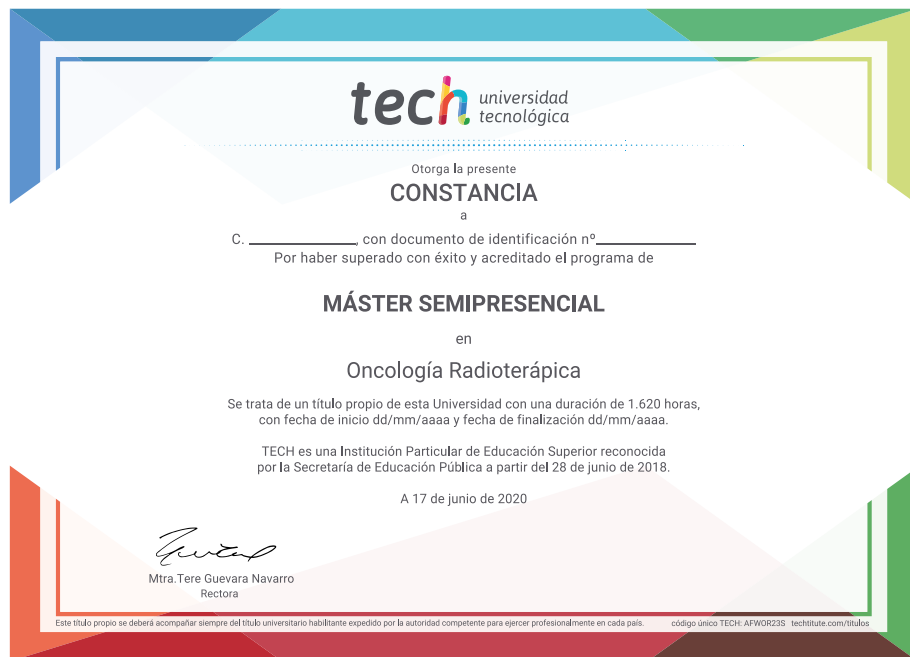 tech universidad
tecnológica
Otorga la presente
CONSTANCIA
a
C. ____________, con documento de identificación nº____________
Por haber superado con éxito y acreditado el programa de
MÁSTER SEMIPRESENCIAL
en
Oncología Radioterápica
Se trata de un título propio de esta Universidad con una duración de 1.620 horas,
con fecha de inicio dd/mm/aaaa y fecha de finalización dd/mm/aaaa.
TECH es una Institución Particular de Educación Superior reconocida
por la Secretaría de Educación Pública a partir del 28 de junio de 2018.
A 17 de junio de 2020
Mtra.Tere Guevara Navarro
Rectora
Este título propio se deberá acompañar siempre del título universitario habilitante expedido por la autoridad competente para ejercer profesionalmente en cada país. código único TECH: AFWOR23S techtitute.com/titulos